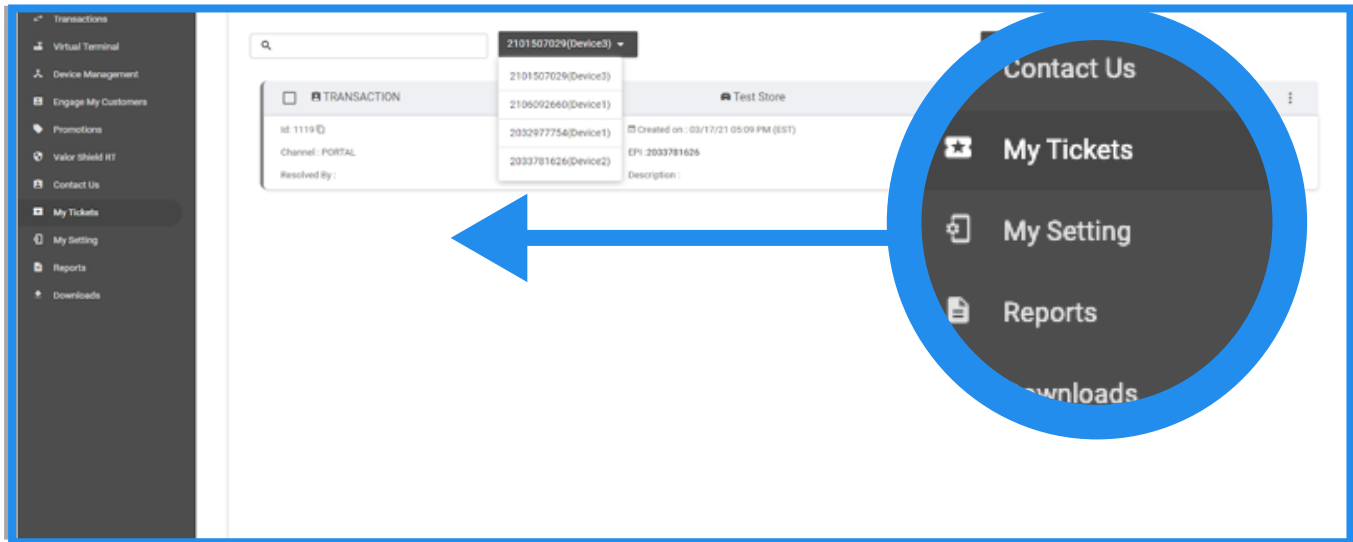 Transactions
Virtual Terminal
Device Management
Engage My Customers
Promotions
Valor Shield RT
Contact Us
My Tickets
My Setting
Reports
Downloads
2101507029(Device3)
2101507029(Device3)
2106092660(Device1)
2032977754(Device1)
2033781626(Device2)
TRANSACTION
Test Store
id: 1119
Created on : 03/17/21 05:09 PM (EST)
Channel : PORTAL
EPI :2033781626
Resolved By :
Description :
Contact Us
My Tickets
My Setting
Reports
Downloads